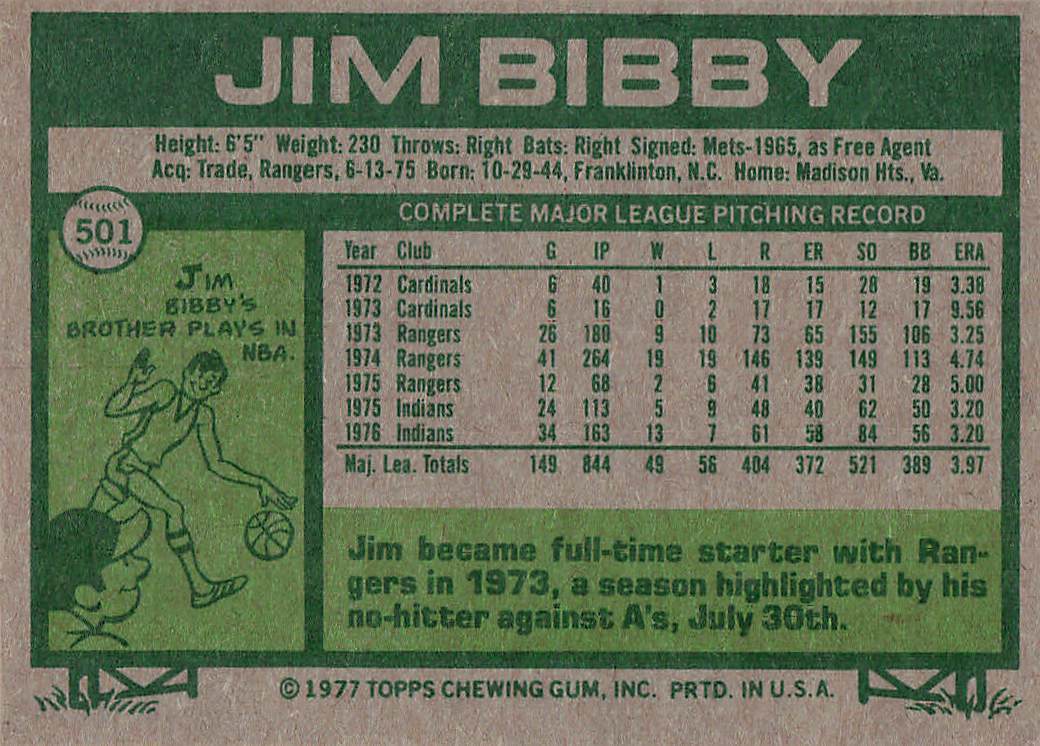 JIM BIBBY
Height: 6'5" Weight: 230 Throws: Right Bats: Right Signed: Mets-1965, as Free Agent
Acq: Trade, Rangers, 6-13-75 Born: 10-29-44, Franklinton, N.C. Home: Madison Hts., Va.
501
JIM
BIBBY'S
BROTHER PLAYS IN
NBA.
COMPLETE MAJOR LEAGUE PITCHING RECORD
Year Club G IP W L R ER SO BB ERA
1972 Cardinals 6 40 1 3 18 15 28 19 3.38
1973 Cardinals 6 16 0 2 17 17 12 17 9.56
1973 Rangers 26 180 9 10 73 65 155 106 3.25
1974 Rangers 41 264 19 19 146 139 149 113 4.74
1975 Rangers 12 68 2 6 41 38 31 28 5.00
1975 Indians 24 113 5 9 48 40 62 50 3.20
1976 Indians 34 163 13 7 61 58 84 56 3.20
Maj. Lea. Totals 149 844 49 56 404 372 521 389 3.97
Jim became full-time starter with Ran-
gers in 1973, a season highlighted by his
no-hitter against A's, July 30th.
© 1977 TOPPS CHEWING GUM, INC. PRTD. IN U.S.A.